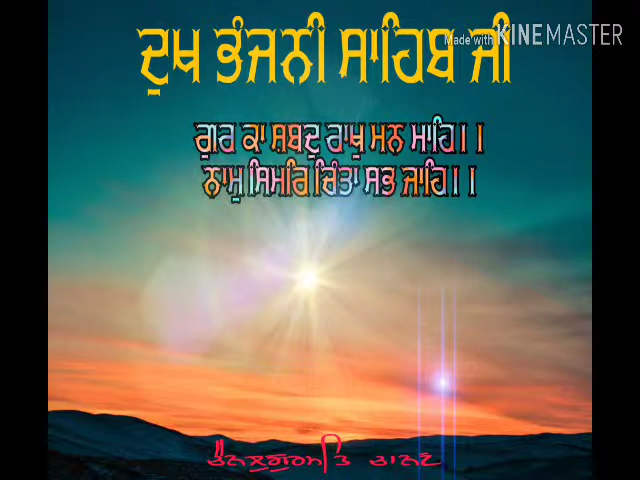 Made with KINEMASTER
ਦੁਖ ਭੰਜਨੀ ਸਾਹਿਬ ਜੀ
ਗੁਰ ਕਾ ਸ਼ਬਦੁ ਰਾਖੁ ਮਨ ਮਾਹਿ।।
ਨਾਮੁ ਸਿਮਰਿ ਚਿੰਤਾ ਸਭ ਜਾਹਿ।।